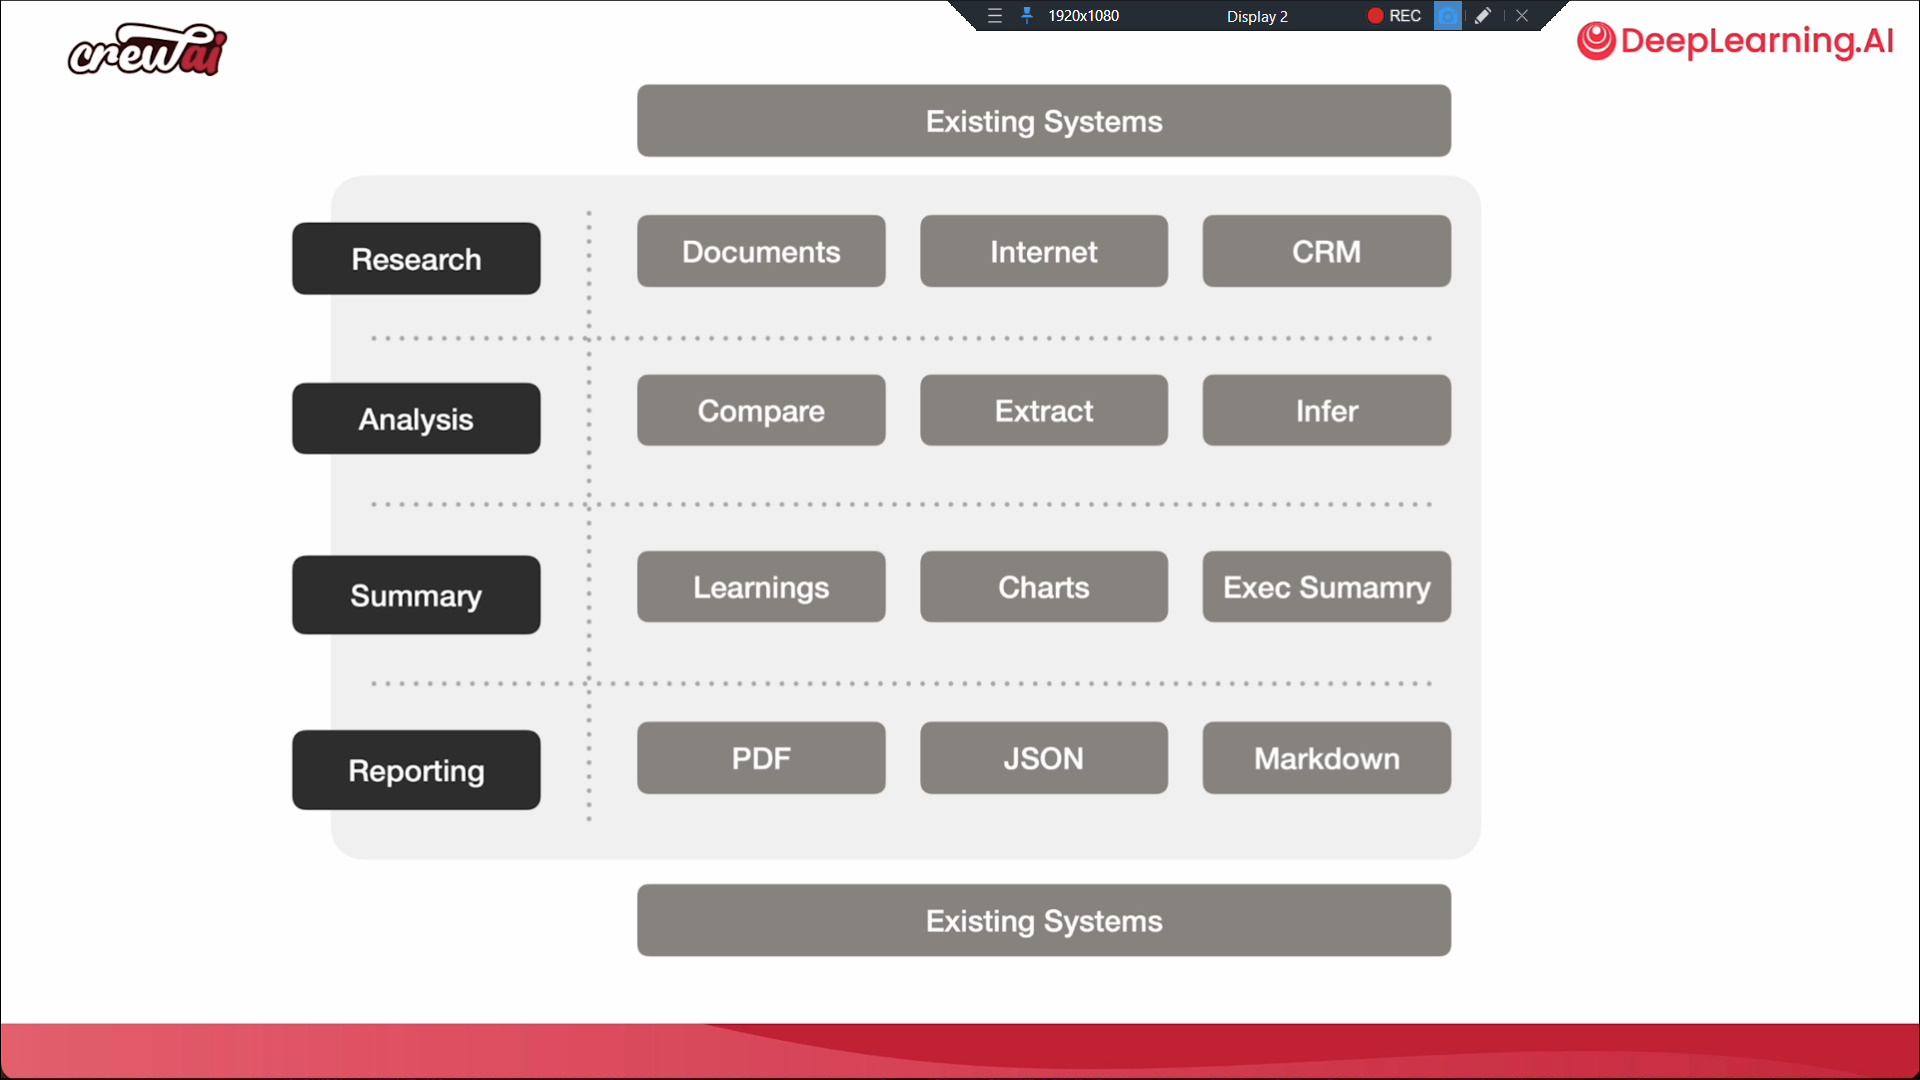 1920x1080 Display 2 REC
crewai
DeepLearning.AI
Existing Systems
Research Documents Internet CRM
Analysis Compare Extract Infer
Summary Learnings Charts Exec Sumamry
Reporting PDF JSON Markdown
Existing Systems